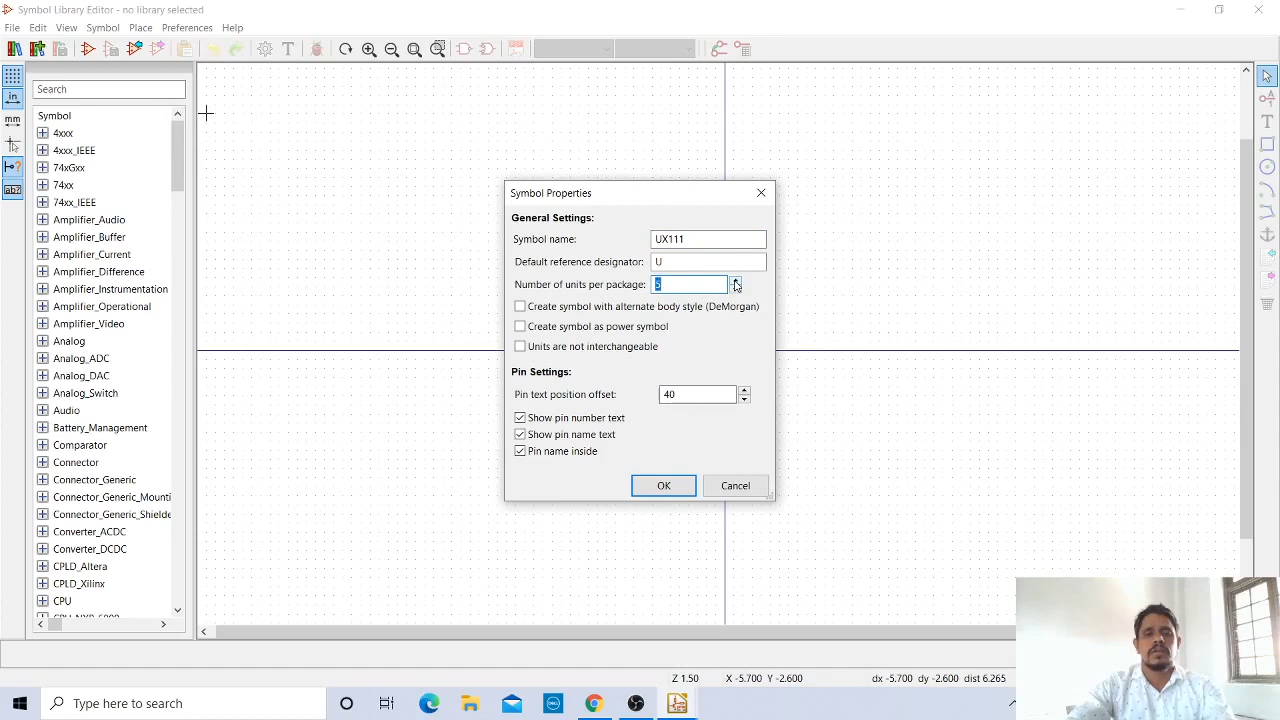 Symbol Library Editor - no library selected
File Edit View Symbol Place Preferences Help
in
mm
Search
Symbol
4xxx
4xxx_IEEE
74xGxx
74xx
74xx_IEEE
Amplifier_Audio
Amplifier_Buffer
Amplifier_Current
Amplifier_Difference
Amplifier_Instrumentation
Amplifier_Operational
Amplifier_Video
Analog
Analog_ADC
Analog_DAC
Analog_Switch
Audio
Battery_Management
Comparator
Connector
Connector_Generic
Connector_Generic_Mounti
Connector_Generic_Shielde
Converter_ACDC
Converter_DCDC
CPLD_Altera
CPLD_Xilinx
CPU
Symbol Properties
General Settings:
Symbol name: UX111
Default reference designator: U
Number of units per package:
Create symbol with alternate body style (DeMorgan)
Create symbol as power symbol
Units are not interchangeable
Pin Settings:
Pin text position offset: 40
Show pin number text
Show pin name text
Pin name inside
OK Cancel
Z 1.50 X -5.700 Y -2.600 dx -5.700 dy -2.600 dist 6.265
Type here to search
DELL